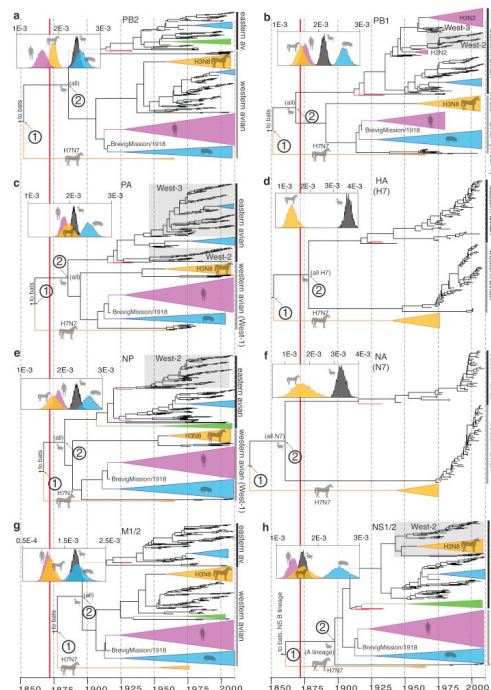 a
PB2
1E-3
2E-3
3E-3
eastern av.
H3N8
(all)
2
western avian
to bats
1
BrevigMission/1918
H7N7
b
PB1
1E-3
2E-3
3E-3
H3N2
West-3
West-2
H2N2
(all)
2
H3N8
to bats
1
BrevigMission/1918
H7N7
c
PA
West-3
1E-3
2E-3
3E-3
eastern avian
West-2
2
(all)
H3N8
to bats
1
BrevigMission/1918
H7N7
western avian (West-1)
d
HA
(H7)
1E-3
2E-3
3E-3
4E-3
(all H7)
to bats
2
1
H7N7
e
NP
West-2
1E-3
2E-3
3E-3
eastern avian
(all)
2
H3N8
to bats
1
BrevigMission/1918
H7N7
western avian (West-1)
f
NA
(N7)
1E-3
2E-3
3E-3
4E-3
(all N7)
to bats
2
1
H7N7
g
M1/2
0.5E-4
1.5E-3
2.5E-3
eastern av.
H3N8
(all)
2
to bats
1
western avian
BrevigMission/1918
H7N7
1850
1875
1910
1950
1975
2000
h
NS1/2
West-2
1E-3
2E-3
3E-3
H3N8
to bats, NS B lineage
2
1
(A lineage)
BrevigMission/1918
H7N7
1850
1875
1910
1950
1975
2000